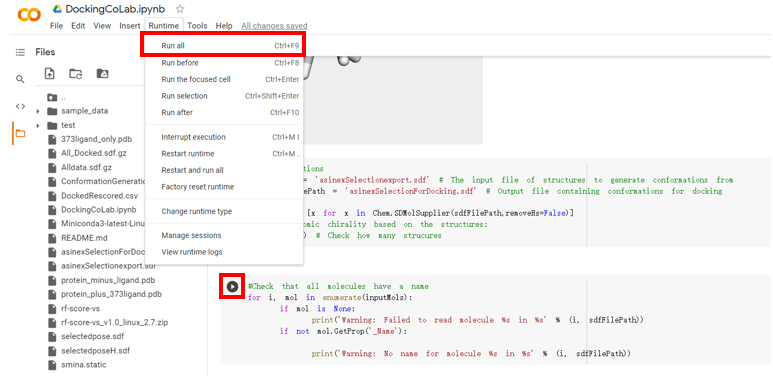 DockingCoLab.ipynb
File Edit View Insert Runtime Tools Help All changes saved
Files
..
sample_data
test
373ligand_only.pdb
All_Docked.sdf.gz
Alldata.sdf.gz
ConformationGeneratio
DockedRescored.csv
DockingCoLab.ipynb
Miniconda3-latest-Linu
README.md
asinexSelectionForDo
asinexSelectionexport.sdf
protein_minus_ligand.pdb
protein_plus_373ligand.pdb
rf-score-vs
rf-score-vs_v1.0_linux_2.7.zip
selectedpose.sdf
selectedposeH.sdf
smina.static
Run all Ctrl+F9
Run before Ctrl+F8
Run the focused cell Ctrl+Enter
Run selection Ctrl+Shift+Enter
Run after Ctrl+F10
Interrupt execution Ctrl+M I
Restart runtime Ctrl+M .
Restart and run all
Factory reset runtime
Change runtime type
Manage sessions
View runtime logs
tions
= 'asinexSelectionexport.sdf' # The input file of structures to generate conformations from
ePath = 'asinexSelectionForDocking.sdf' # Output file containing conformations for docking
[x for x in Chem.SDMolSupplier(sdfFilePath,removeHs=False)]
omic chirality based on the structures:
) # Check how many strucures
#Check that all molecules have a name
for i, mol in enumerate(inputMols):
if mol is None:
print('Warning: Failed to read molecule %s in %s' % (i, sdfFilePath))
if not mol.GetProp('_Name'):
print('Warning: No name for molecule %s in %s' % (i, sdfFilePath))